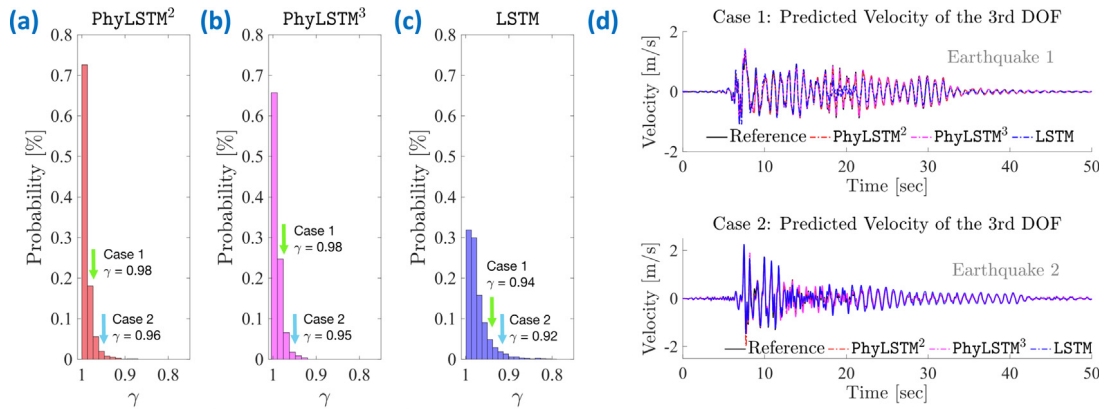 (a)
PhyLSTM²
Probability [%]
0.8
0.7
0.6
0.5
0.4
0.3
0.2
0.1
0
Case 1
γ = 0.98
Case 2
γ = 0.96
1
0.9
0.8
γ
(b)
PhyLSTM³
Probability [%]
0.8
0.7
0.6
0.5
0.4
0.3
0.2
0.1
0
Case 1
γ = 0.98
Case 2
γ = 0.95
1
0.9
0.8
γ
(c)
LSTM
Probability [%]
0.8
0.7
0.6
0.5
0.4
0.3
0.2
0.1
0
Case 1
γ = 0.94
Case 2
γ = 0.92
1
0.9
0.8
γ
(d)
Case 1: Predicted Velocity of the 3rd DOF
Velocity [m/s]
2
0
-2
Earthquake 1
Reference PhyLSTM² PhyLSTM³ LSTM
0 10 20 30 40 50
Time [sec]
Case 2: Predicted Velocity of the 3rd DOF
Velocity [m/s]
2
0
-2
Earthquake 2
Reference PhyLSTM² PhyLSTM³ LSTM
0 10 20 30 40 50
Time [sec]